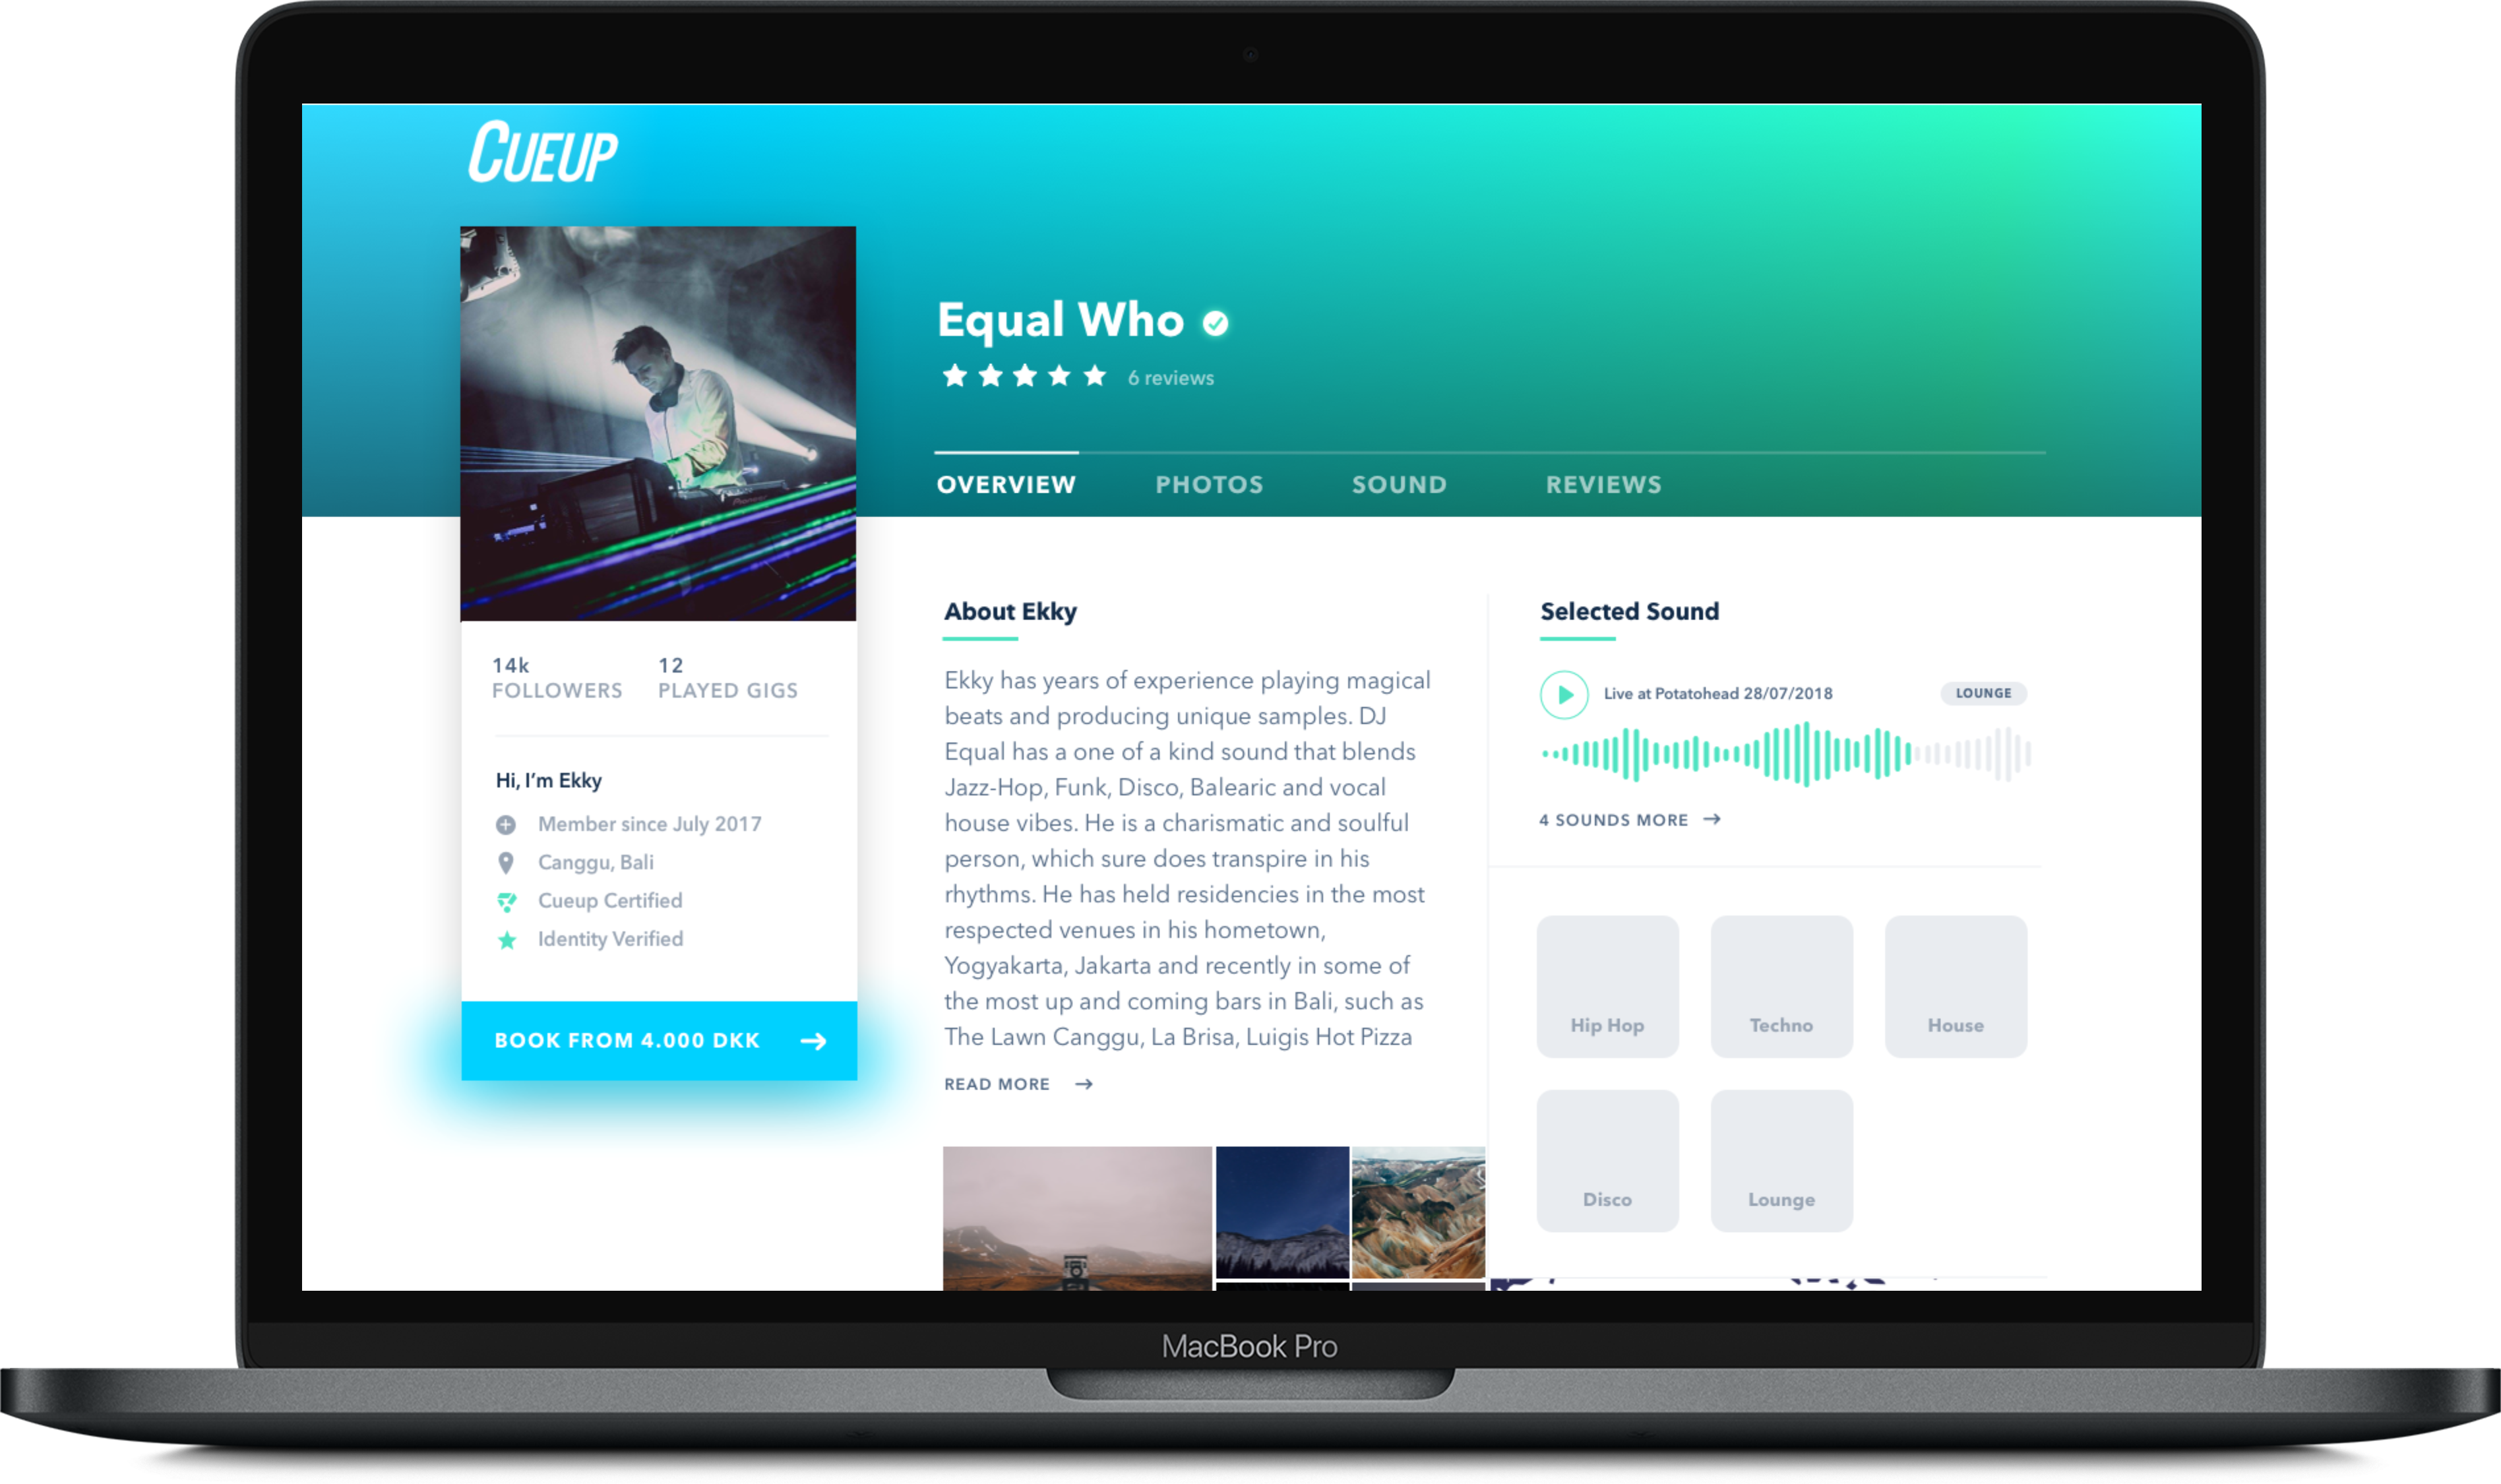 CUEUP
Equal Who
6 reviews
OVERVIEW PHOTOS SOUND REVIEWS
14k
FOLLOWERS
12
PLAYED GIGS
Hi, I’m Ekky
Member since July 2017
Canggu, Bali
Cueup Certified
Identity Verified
BOOK FROM 4.000 DKK
About Ekky
Ekky has years of experience playing magical
beats and producing unique samples. DJ
Equal has a one of a kind sound that blends
Jazz-Hop, Funk, Disco, Balearic and vocal
house vibes. He is a charismatic and soulful
person, which sure does transpire in his
rhythms. He has held residencies in the most
respected venues in his hometown,
Yogyakarta, Jakarta and recently in some of
the most up and coming bars in Bali, such as
The Lawn Canggu, La Brisa, Luigis Hot Pizza
READ MORE
Selected Sound
Live at Potatohead 28/07/2018
LOUNGE
4 SOUNDS MORE
Hip Hop
Techno
House
Disco
Lounge
MacBook Pro